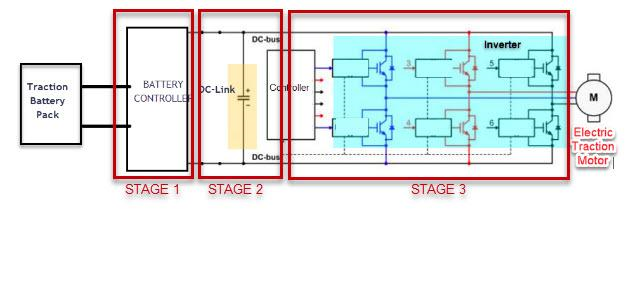 DC-bus
Inverter
Traction
Battery
Pack
BATTERY
CONTROLLER
DC-Link
+
Controller
3
5
M
4
6
Electric
Traction
Motor
DC-bus
STAGE 1
STAGE 2
STAGE 3